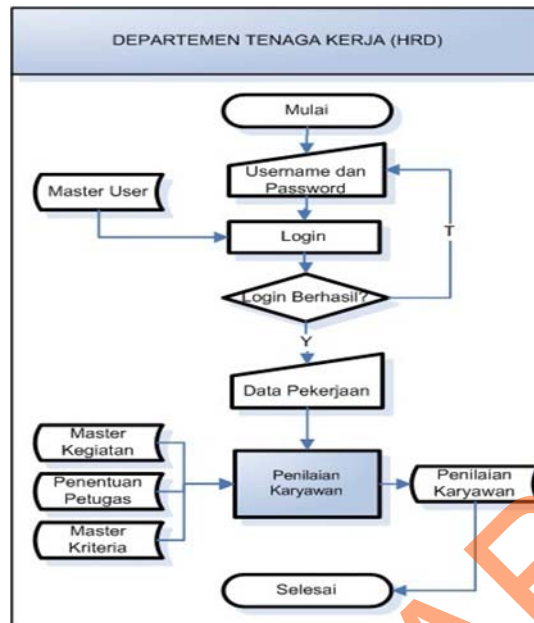 DEPARTEMEN TENAGA KERJA (HRD)
Mulai
Username dan
Password
Master User
Login
T
Login Berhasil?
Y
Data Pekerjaan
Master
Kegiatan
Penentuan
Petugas
Master
Kriteria
Penilaian
Karyawan
Penilaian
Karyawan
Selesai